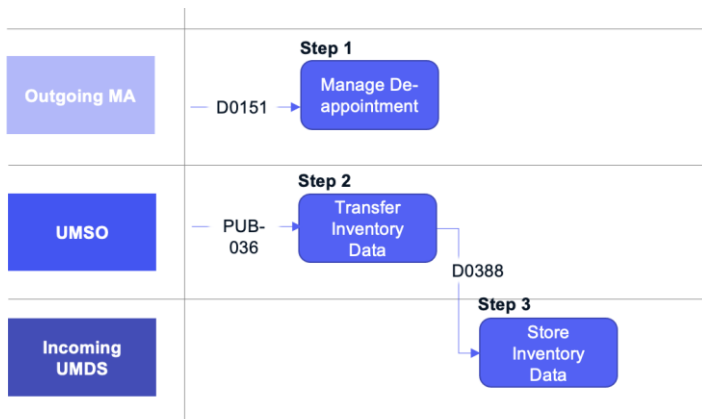 Step 1
Outgoing MA
D0151
Manage De-
appointment
Step 2
UMSO
PUB-
036
Transfer
Inventory
Data
D0388
Step 3
Incoming
UMDS
Store
Inventory
Data